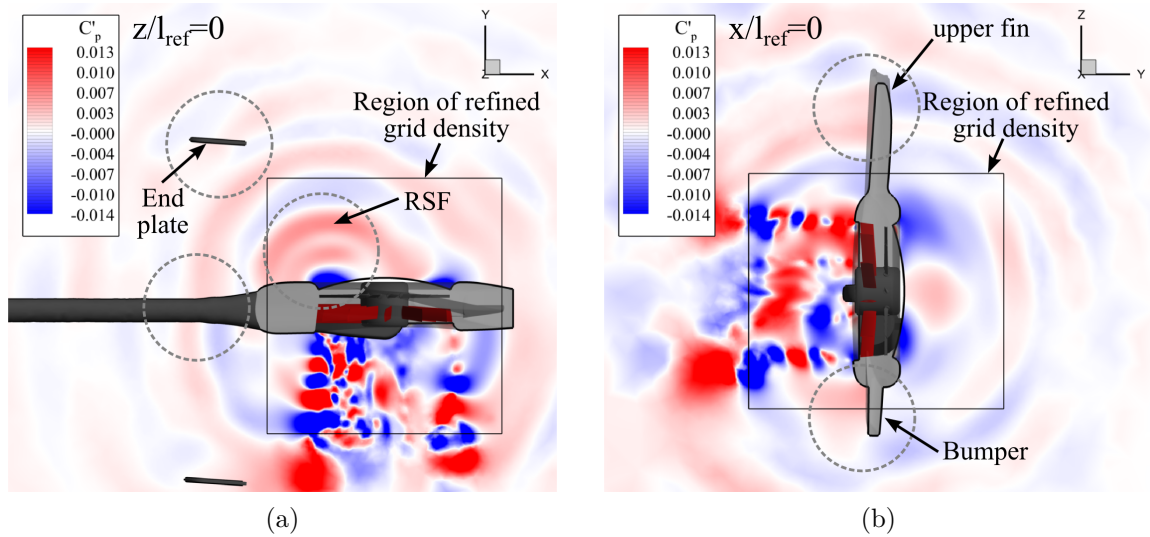 C'p
0.013
0.010
0.007
0.003
-0.000
-0.004
-0.007
-0.010
-0.014
z/lref=0
Y
Z
X
Region of refined
grid density
End
plate
RSF
(a)
C'p
0.013
0.010
0.007
0.003
-0.000
-0.004
-0.007
-0.010
-0.014
x/lref=0
upper fin
Z
X
Y
Region of refined
grid density
Bumper
(b)